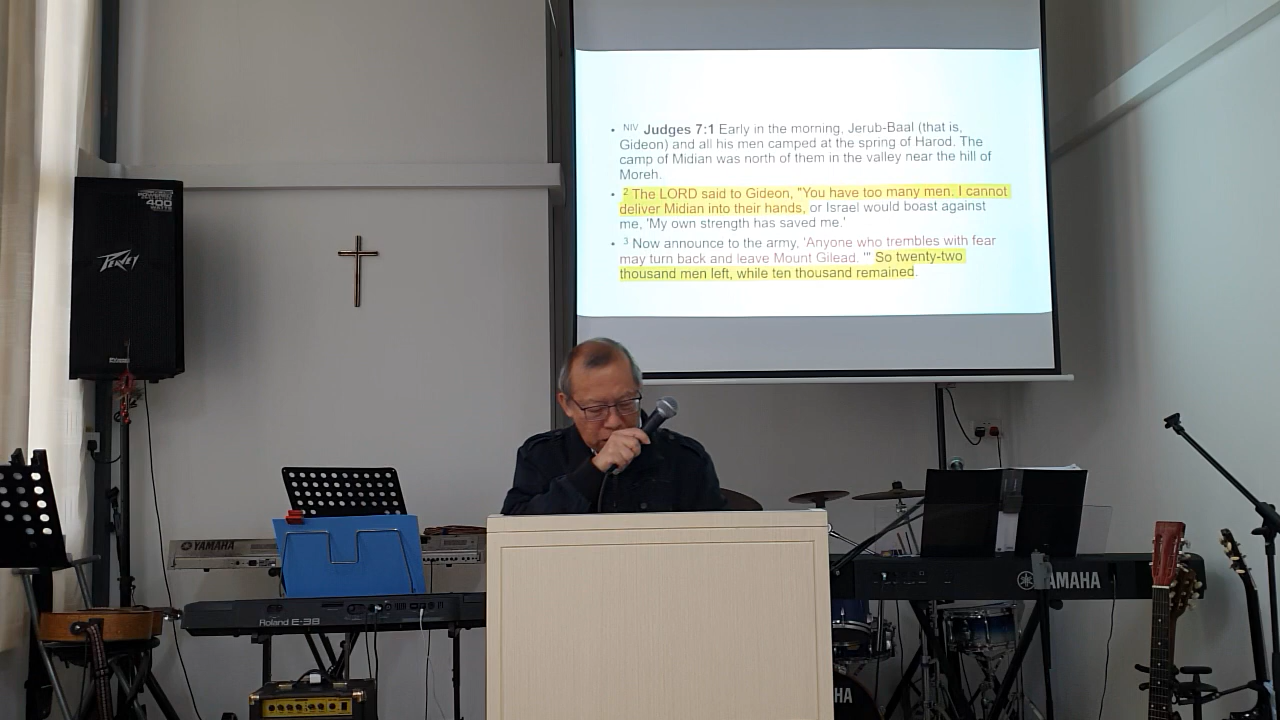 NIV Judges 7:1 Early in the morning, Jerub-Baal (that is,
Gideon) and all his men camped at the spring of Harod. The
camp of Midian was north of them in the valley near the hill of
Moreh.
2 The LORD said to Gideon, "You have too many men. I cannot
deliver Midian into their hands, or Israel would boast against
me, 'My own strength has saved me.'
3 Now announce to the army, 'Anyone who trembles with fear
may turn back and leave Mount Gilead. '" So twenty-two
thousand men left, while ten thousand remained.
400
PEAVEY
YAMAHA
Roland E-38
YAMAHA
HA